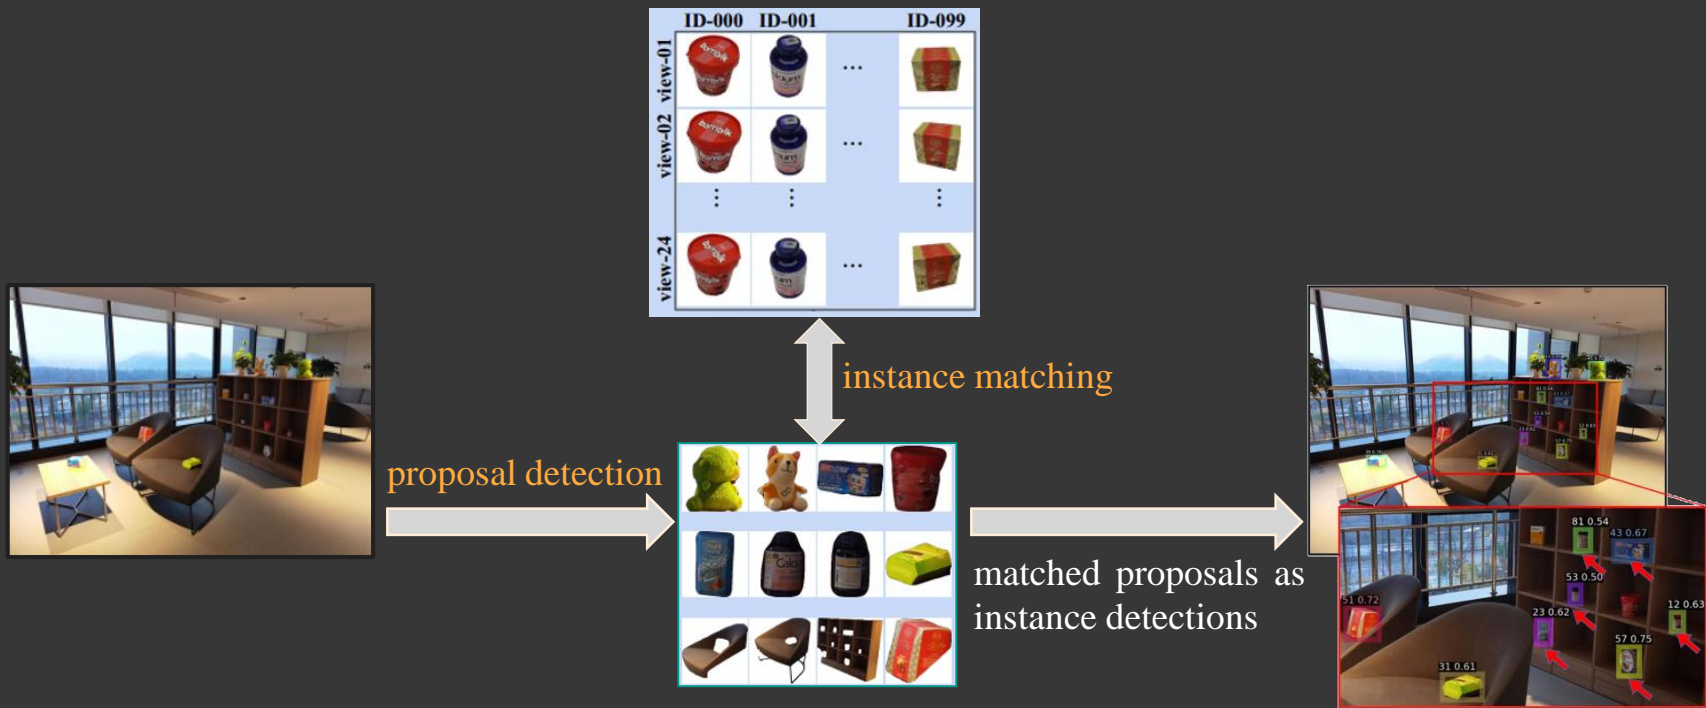 ID-000 ID-001 ID-099
view-01
...
view-02
...
view-24
...
instance matching
proposal detection
matched proposals as
instance detections
81 0.54
43 0.67
53 0.50
51 0.72
23 0.62
12 0.63
57 0.75
31 0.61